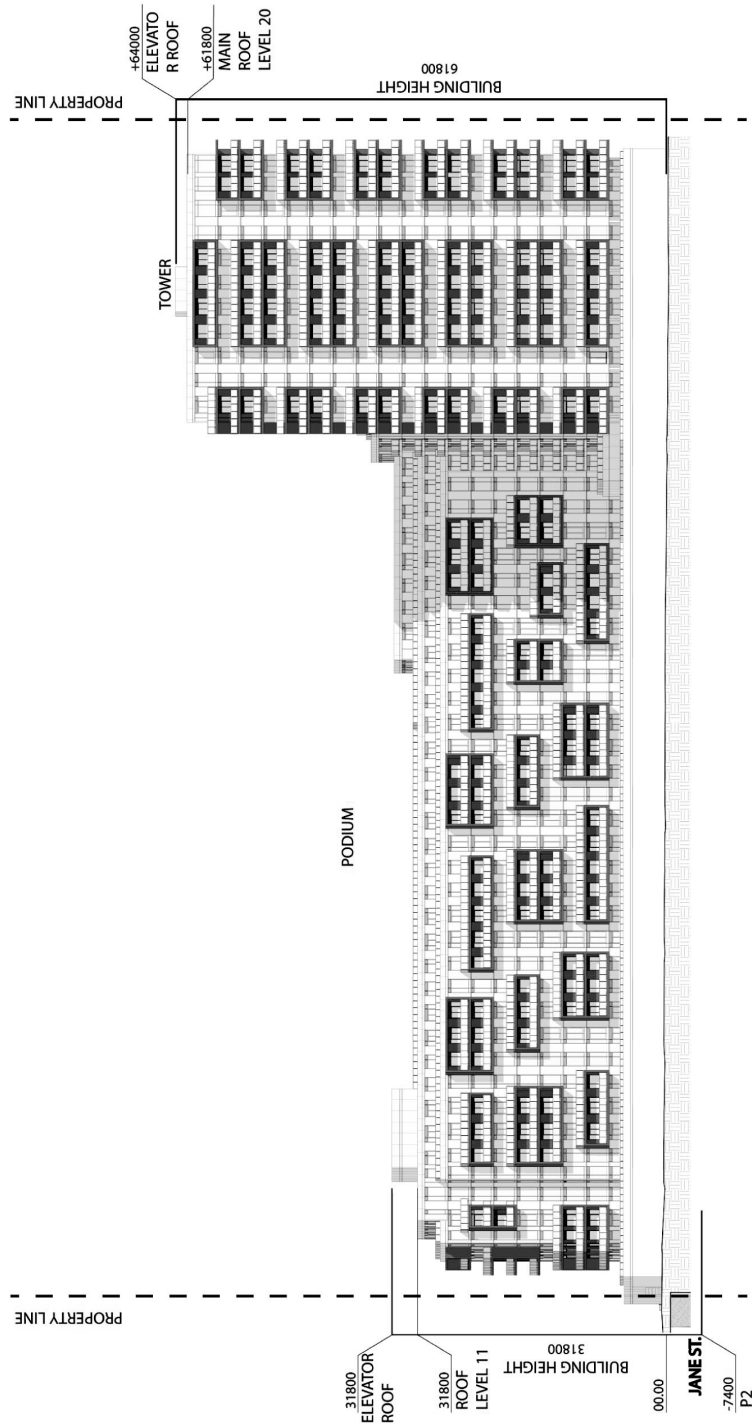 PROPERTY LINE
31800
ELEVATOR
ROOF
31800
ROOF
LEVEL 11
BUILDING HEIGHT
31800
00.00
JANE ST.
-7400
P2
PODIUM
TOWER
PROPERTY LINE
+64000
ELEVATO
R ROOF
+61800
MAIN
ROOF
LEVEL 20
BUILDING HEIGHT
61800